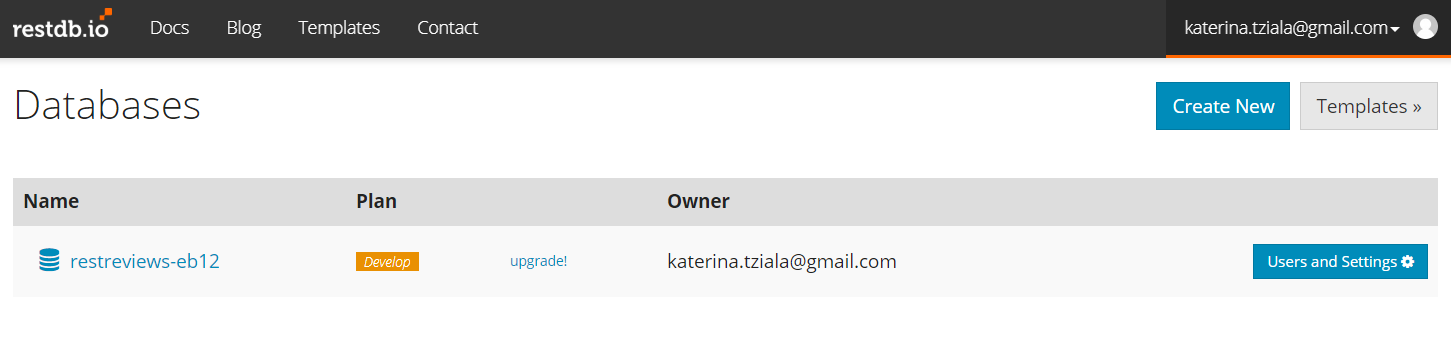 restdb.io Docs Blog Templates Contact katerina.tziala@gmail.com
Databases Create New Templates »
Name Plan Owner
restreviews-eb12 Develop upgrade! katerina.tziala@gmail.com Users and Settings